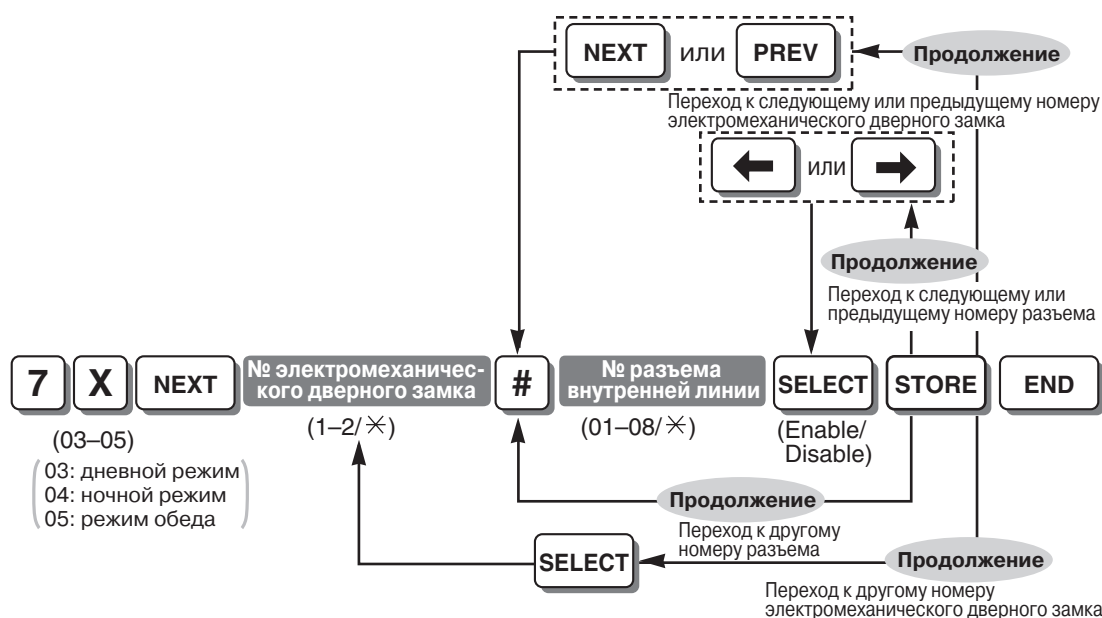 NEXT или PREV Продолжение
Переход к следующему или предыдущему номеру
электромеханического дверного замка
← или →
Продолжение
Переход к следующему или
предыдущему номеру разъема
7 X NEXT
№ электромеханичес-
кого дверного замка
#
№ разъема
внутренней линии
SELECT STORE END
(03–05)
(1–2/✳)
(01–08/✳)
(Enable/
Disable)
03: дневной режим
04: ночной режим
05: режим обеда
Продолжение
Переход к другому
номеру разъема
SELECT
Продолжение
Переход к другому номеру
электромеханического дверного замка